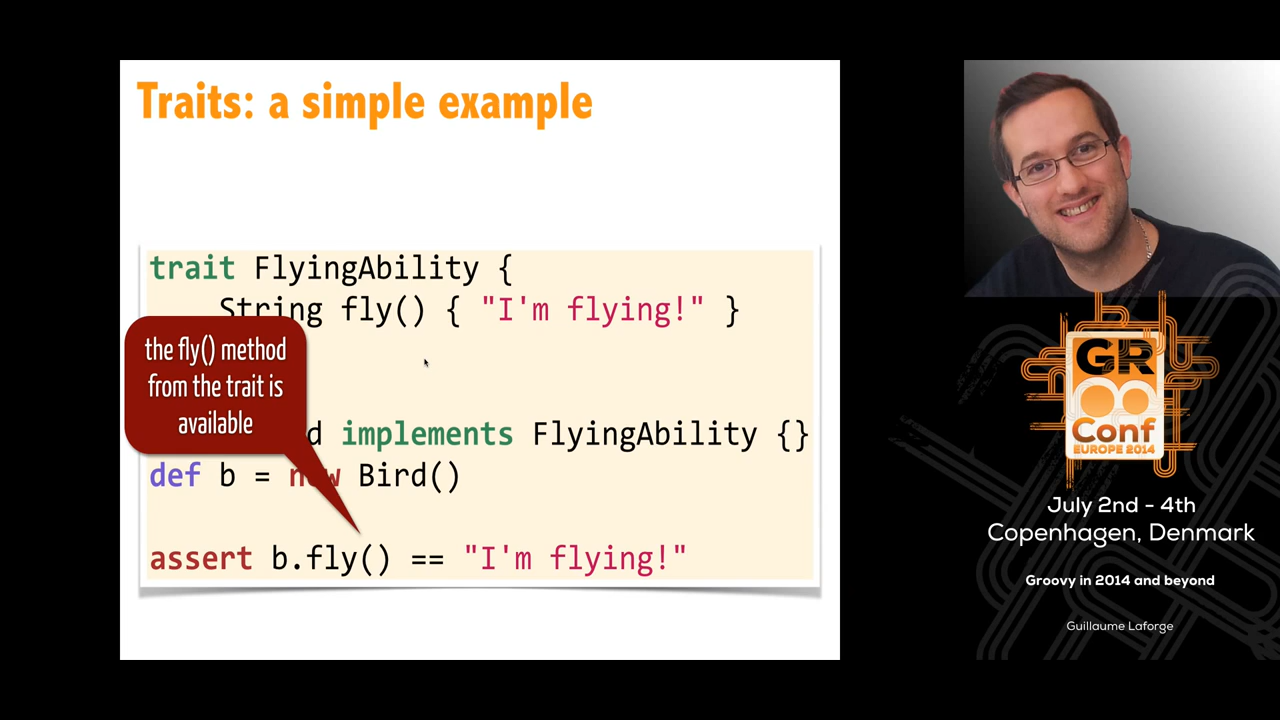 Traits: a simple example
trait FlyingAbility {
String fly() { "I'm flying!" }
the fly() method
from the trait is
available
d implements FlyingAbility {}
def b = new Bird()
assert b.fly() == "I'm flying!"
GR
Conf
EUROPE 2014
July 2nd - 4th
Copenhagen, Denmark
Groovy in 2014 and beyond
Guillaume Laforge